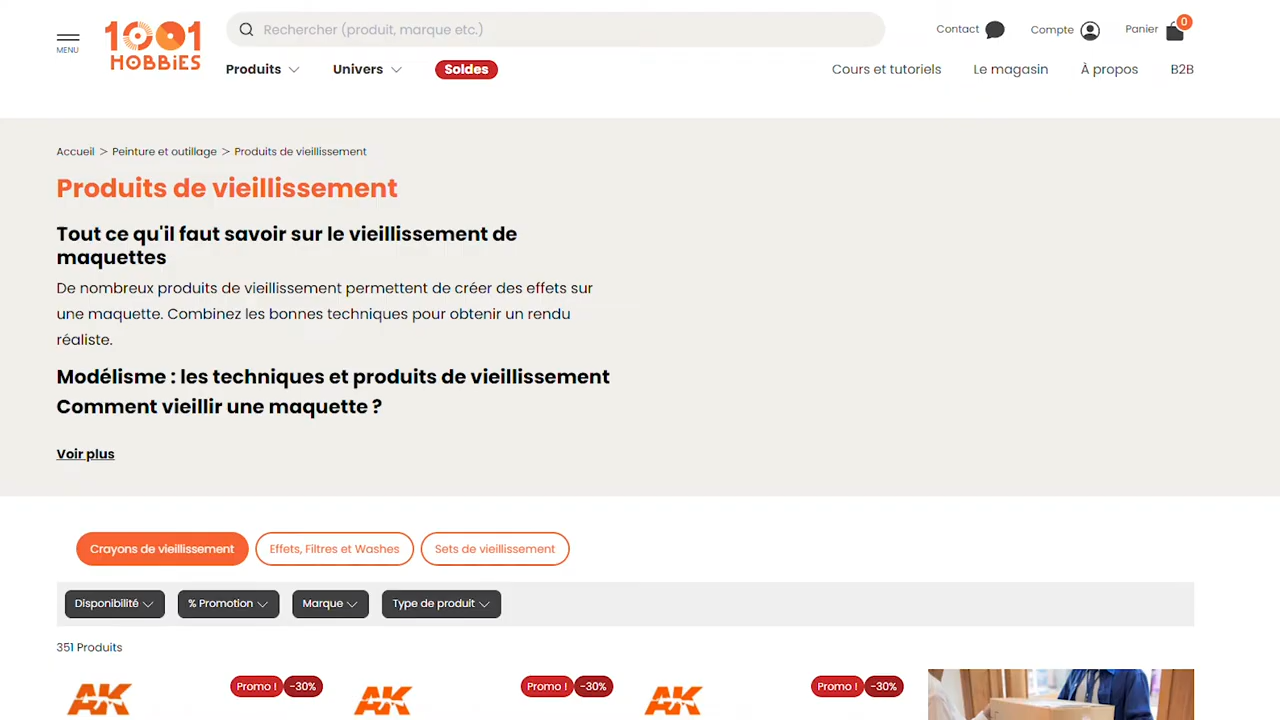 MENU
1001
HOBBiES
Rechercher (produit, marque etc.)
Contact
Compte
Panier
0
Produits
Univers
Soldes
Cours et tutoriels
Le magasin
À propos
B2B
Accueil > Peinture et outillage > Produits de vieillissement
Produits de vieillissement
Tout ce qu'il faut savoir sur le vieillissement de
maquettes
De nombreux produits de vieillissement permettent de créer des effets sur
une maquette. Combinez les bonnes techniques pour obtenir un rendu
réaliste.
Modélisme : les techniques et produits de vieillissement
Comment vieillir une maquette ?
Voir plus
Crayons de vieillissement
Effets, Filtres et Washes
Sets de vieillissement
Disponibilité
% Promotion
Marque
Type de produit
351 Produits
AK
Promo !
-30%
AK
Promo !
-30%
AK
Promo !
-30%